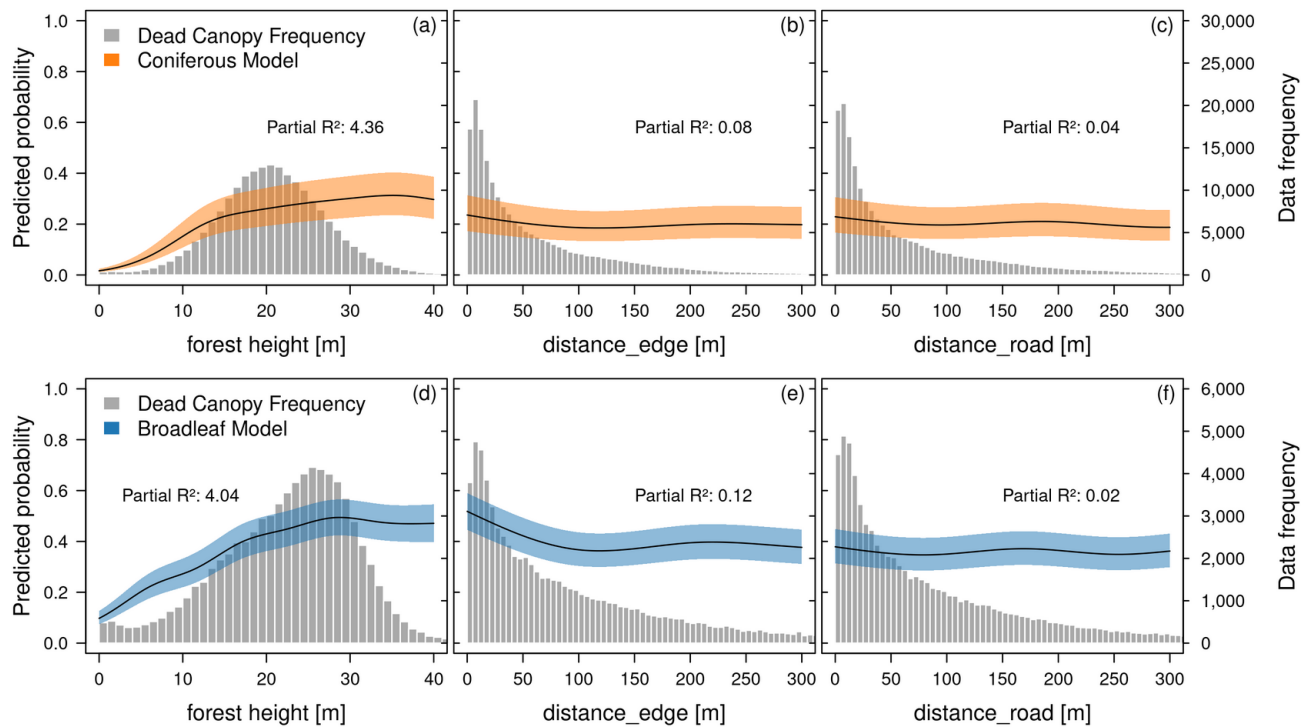 (a)
Dead Canopy Frequency
Coniferous Model
Partial R²: 4.36
Predicted probability
1.0
0.8
0.6
0.4
0.2
0.0
0 10 20 30 40
forest height [m]
(b)
Partial R²: 0.08
0 50 100 150 200 250 300
distance_edge [m]
(c)
Partial R²: 0.04
0 50 100 150 200 250 300
distance_road [m]
30,000
25,000
20,000
15,000
10,000
5,000
0
Data frequency
(d)
Dead Canopy Frequency
Broadleaf Model
Partial R²: 4.04
Predicted probability
1.0
0.8
0.6
0.4
0.2
0.0
0 10 20 30 40
forest height [m]
(e)
Partial R²: 0.12
0 50 100 150 200 250 300
distance_edge [m]
(f)
Partial R²: 0.02
0 50 100 150 200 250 300
distance_road [m]
6,000
5,000
4,000
3,000
2,000
1,000
0
Data frequency